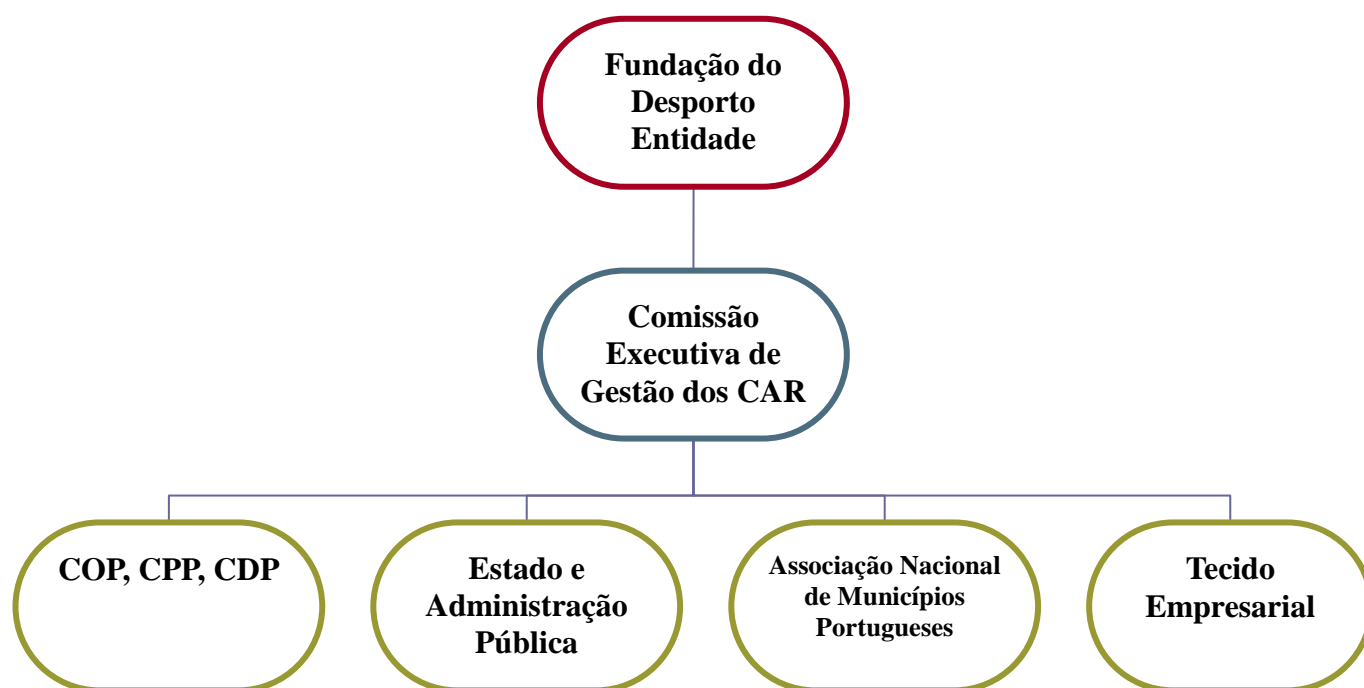 Fundação do
Desporto
Entidade
Comissão
Executiva de
Gestão dos CAR
COP, CPP, CDP
Estado e
Administração
Pública
Associação Nacional
de Municípios
Portugueses
Tecido
Empresarial